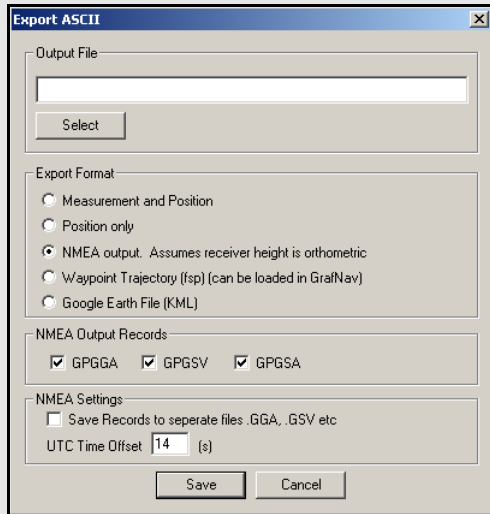 Export ASCII
Output File
Select
Export Format
Measurement and Position
Position only
NMEA output. Assumes receiver height is orthometric
Waypoint Trajectory (fsp) (can be loaded in GrafNav)
Google Earth File (KML)
NMEA Output Records
GPGGA GPGSV GPGSA
NMEA Settings
Save Records to seperate files .GGA, .GSV etc
UTC Time Offset 14 (s)
Save Cancel